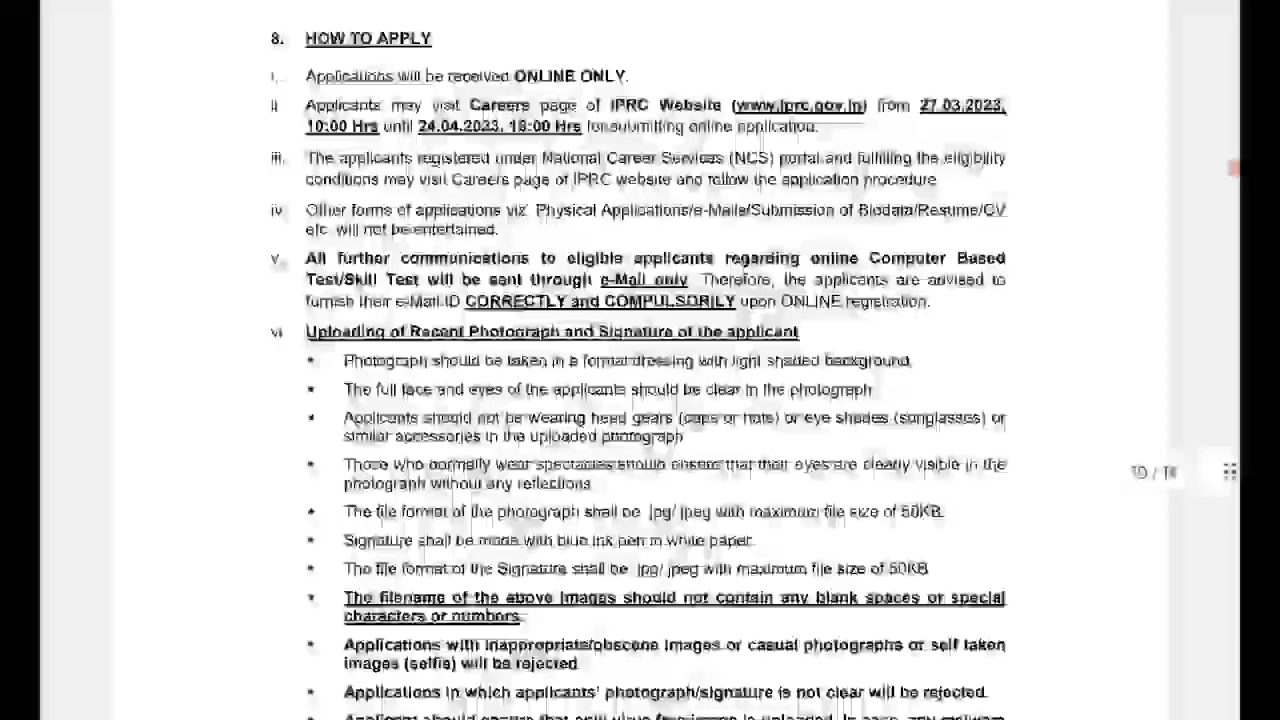 8. HOW TO APPLY
i. Applications will be received ONLINE ONLY.
ii Applicants may visit Careers page of IPRC Website (www.iprc.gov.in) from 27.03.2023,
10:00 Hrs until 24.04.2023, 16:00 Hrs for submitting online application.
iii. The applicants registered under National Career Services (NCS) portal and fulfilling the eligibility
conditions may visit Careers page of IPRC website and follow the application procedure
iv. Other forms of applications viz. Physical Applications/e-Mails/Submission of Biodata/Resume/CV
etc. will not be entertained.
v. All further communications to eligible applicants regarding online Computer Based
Test/Skill Test will be sent through e-Mail only. Therefore, the applicants are advised to
furnish their e-Mail ID CORRECTLY and COMPULSORILY upon ONLINE registration.
vi Uploading of Recent Photograph and Signature of the applicant
• Photograph should be taken in a formal dressing with light shaded background.
• The full face and eyes of the applicants should be clear in the photograph
• Applicants should not be wearing head gears (caps or hats) or eye shades (sunglasses) or
similar accessories in the uploaded photograph
• Those who normally wear spectacles should ensure that their eyes are clearly visible in the
photograph without any reflections
• The file format of the photograph shall be .jpg/.jpeg with maximum file size of 50KB.
• Signature shall be made with blue ink pen in white paper.
• The file format of the Signature shall be .jpg/.jpeg with maximum file size of 50KB
• The filename of the above images should not contain any blank spaces or special
characters or numbers.
• Applications with inappropriate/obscene images or casual photographs or self taken
images (selfie) will be rejected
• Applications in which applicants' photograph/signature is not clear will be rejected.
10 / 14